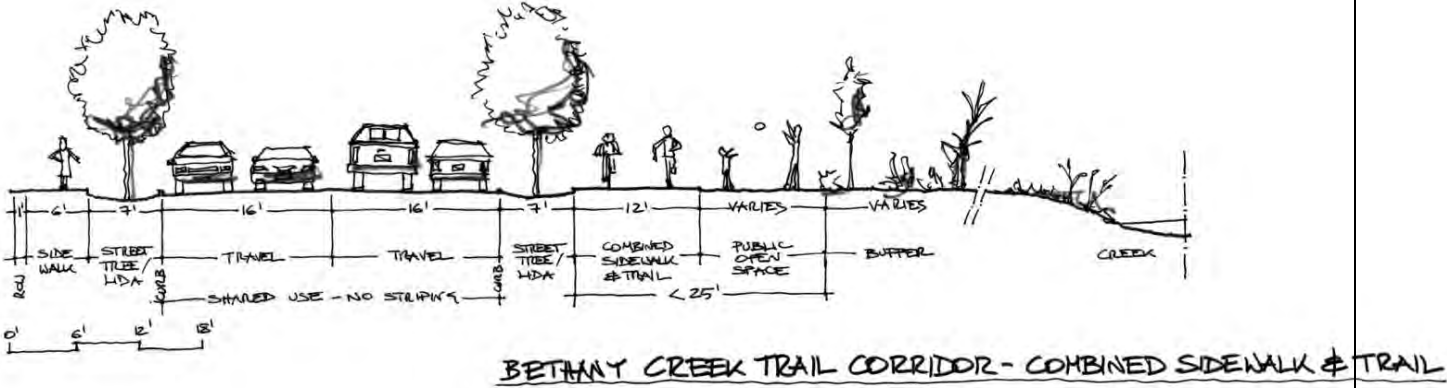 1' 6' 7' 16' 16' 7' 12' VARIES VARIES
ROW
SIDE
WALK
STREET
TREE/
LIDA
CURB
TRAVEL
TRAVEL
CURB
STREET
TREE/
LIDA
COMBINED
SIDEWALK
& TRAIL
PUBLIC
OPEN
SPACE
BUFFER
CREEK
SHARED USE - NO STRIPING
< 25'
0' 6' 12' 18'
BETHANY CREEK TRAIL CORRIDOR - COMBINED SIDEWALK & TRAIL